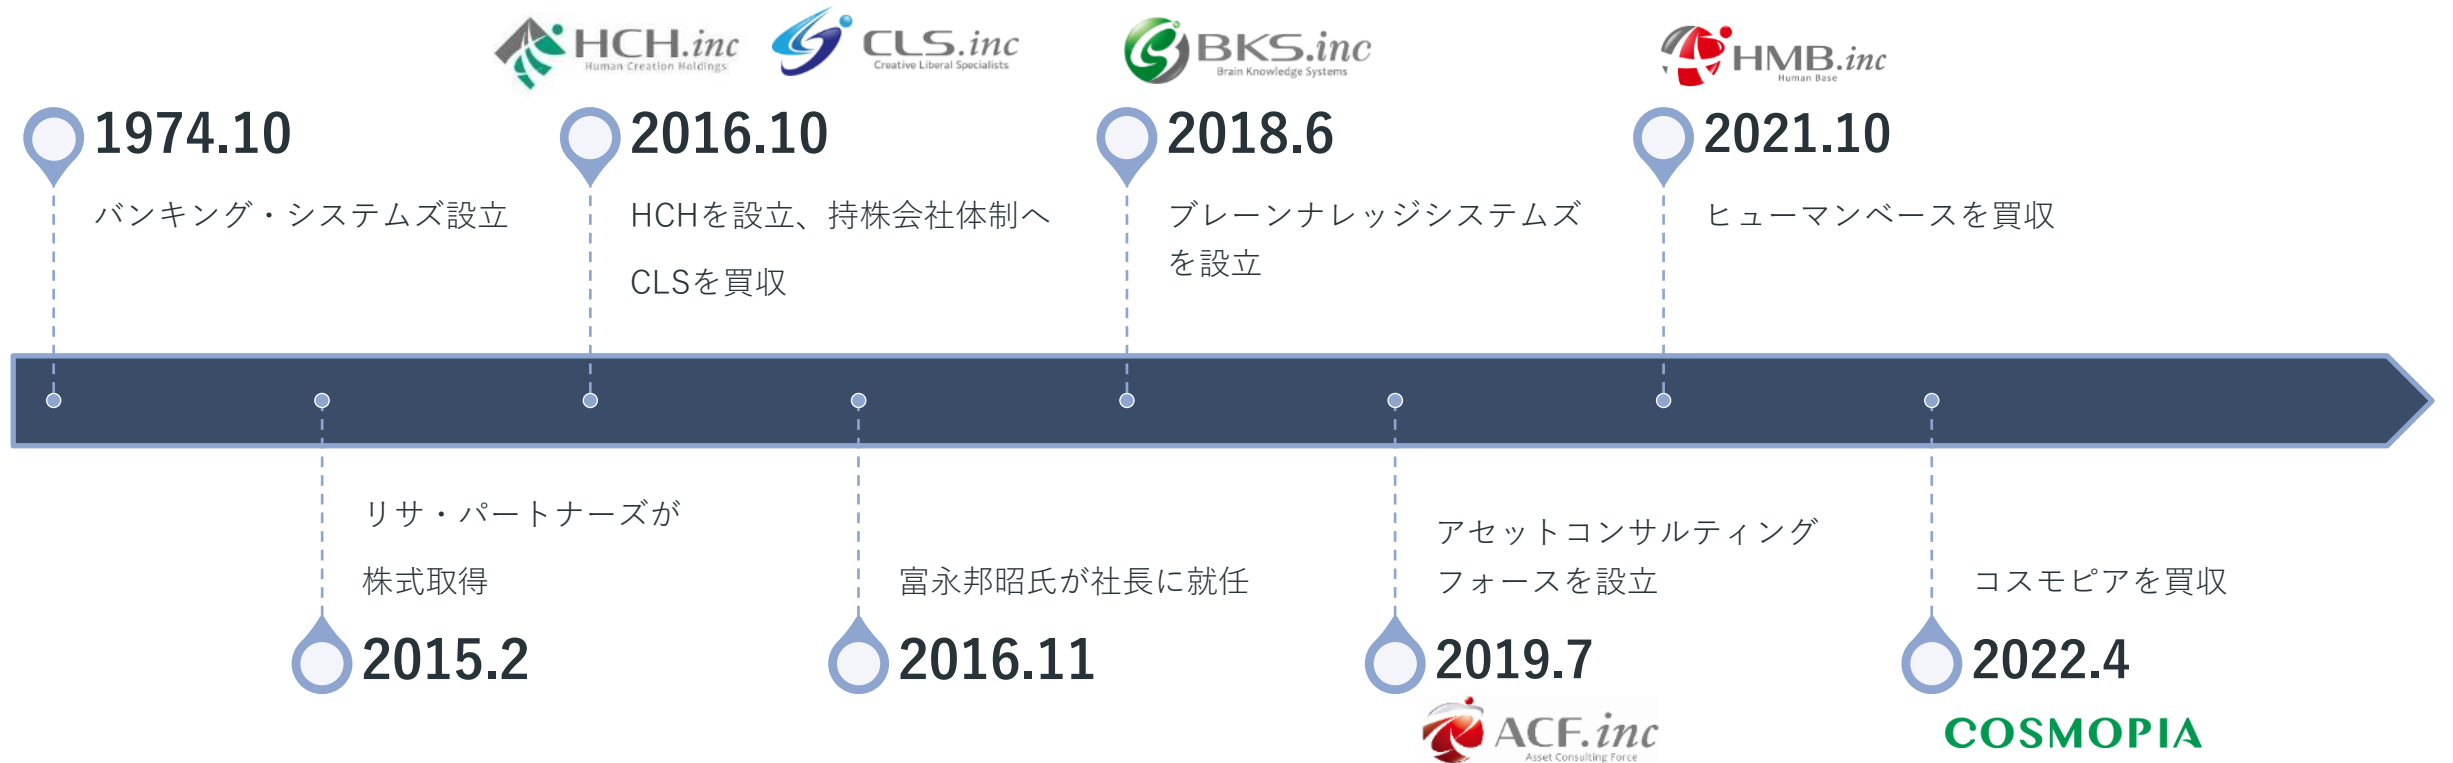 HCH.inc
Human Creation Holdings
CLS.inc
Creative Liberal Specialists
BKS.inc
Brain Knowledge Systems
HMB.inc
Human Base
1974.10
バンキング・システムズ設立
2016.10
HCHを設立、持株会社体制へ
CLSを買収
2018.6
ブレーンナレッジシステムズ
を設立
2021.10
ヒューマンベースを買収
リサ・パートナーズが
株式取得
2015.2
富永邦昭氏が社長に就任
2016.11
アセットコンサルティング
フォースを設立
2019.7
ACF.inc
Asset Consulting Force
コスモピアを買収
2022.4
COSMOPIA